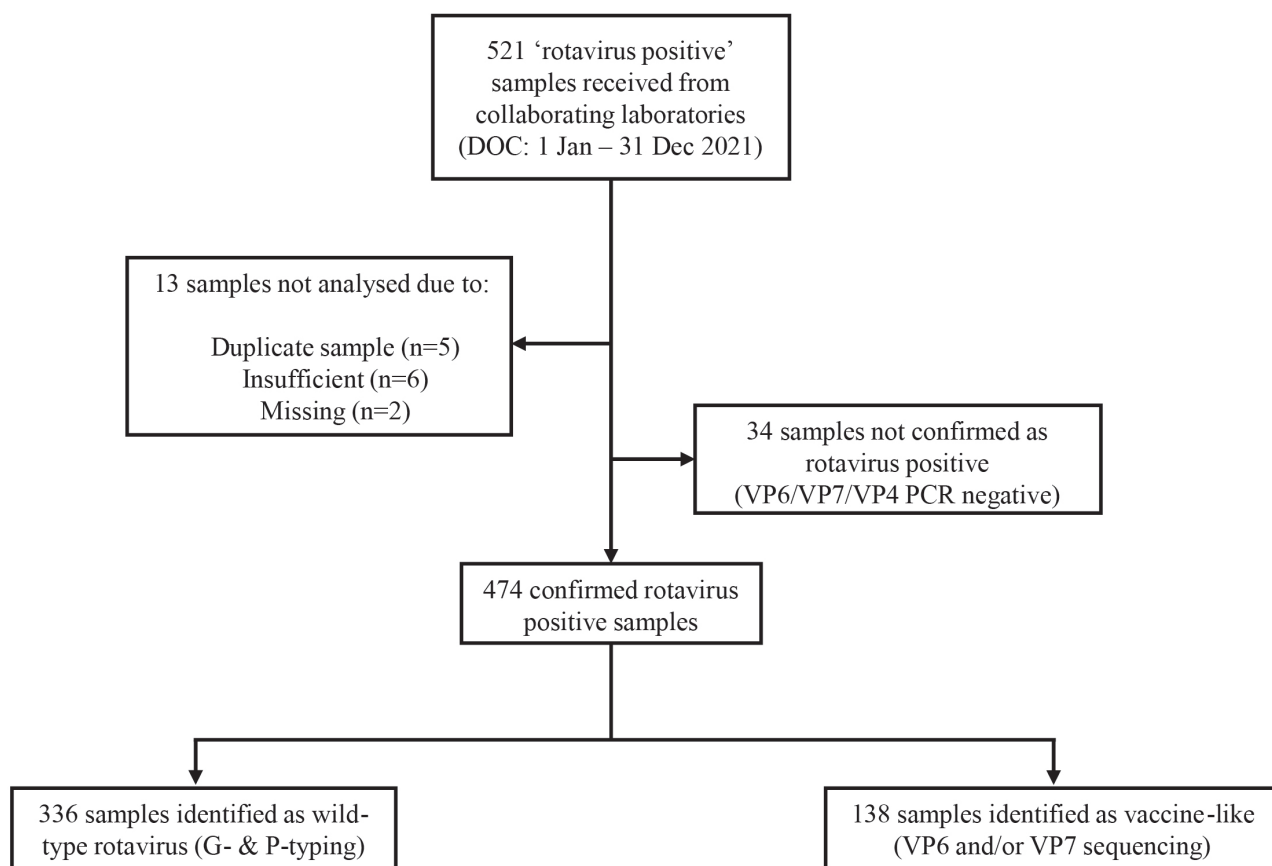 521 ‘rotavirus positive’
samples received from
collaborating laboratories
(DOC: 1 Jan – 31 Dec 2021)
13 samples not analysed due to:
Duplicate sample (n=5)
Insufficient (n=6)
Missing (n=2)
34 samples not confirmed as
rotavirus positive
(VP6/VP7/VP4 PCR negative)
474 confirmed rotavirus
positive samples
336 samples identified as wild-
type rotavirus (G- & P-typing)
138 samples identified as vaccine-like
(VP6 and/or VP7 sequencing)